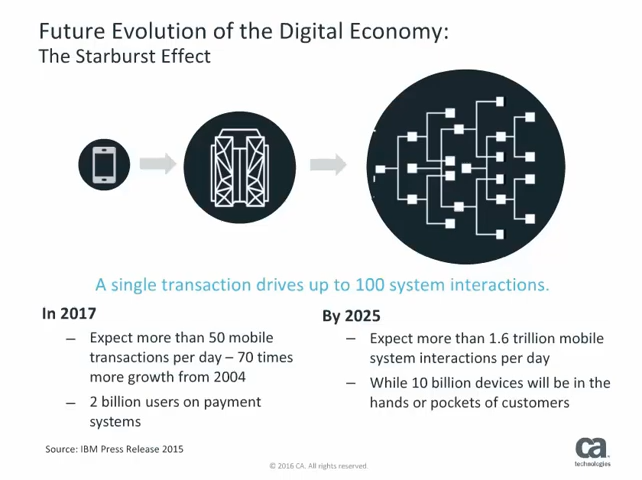 Future Evolution of the Digital Economy:
The Starburst Effect
A single transaction drives up to 100 system interactions.
In 2017
– Expect more than 50 mobile
transactions per day – 70 times
more growth from 2004
– 2 billion users on payment
systems
By 2025
– Expect more than 1.6 trillion mobile
system interactions per day
– While 10 billion devices will be in the
hands or pockets of customers
Source: IBM Press Release 2015
© 2016 CA. All rights reserved
ca
technologies